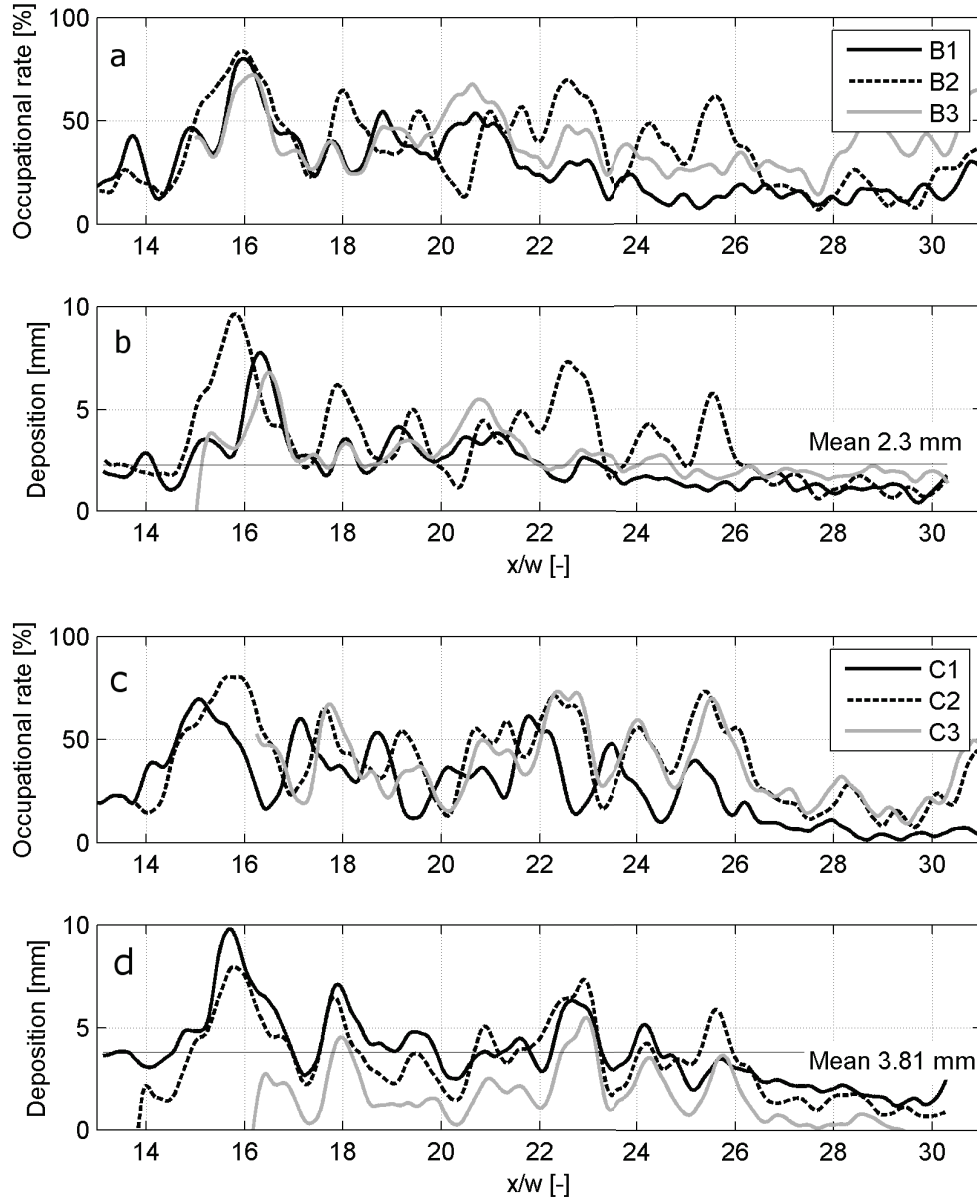 a
Occupational rate [%]
100
50
0
B1
B2
B3
14 16 18 20 22 24 26 28 30
b
Deposition [mm]
10
5
0
Mean 2.3 mm
14 16 18 20 22 24 26 28 30
x/w [-]
c
Occupational rate [%]
100
50
0
C1
C2
C3
14 16 18 20 22 24 26 28 30
d
Deposition [mm]
10
5
0
Mean 3.81 mm
14 16 18 20 22 24 26 28 30
x/w [-]